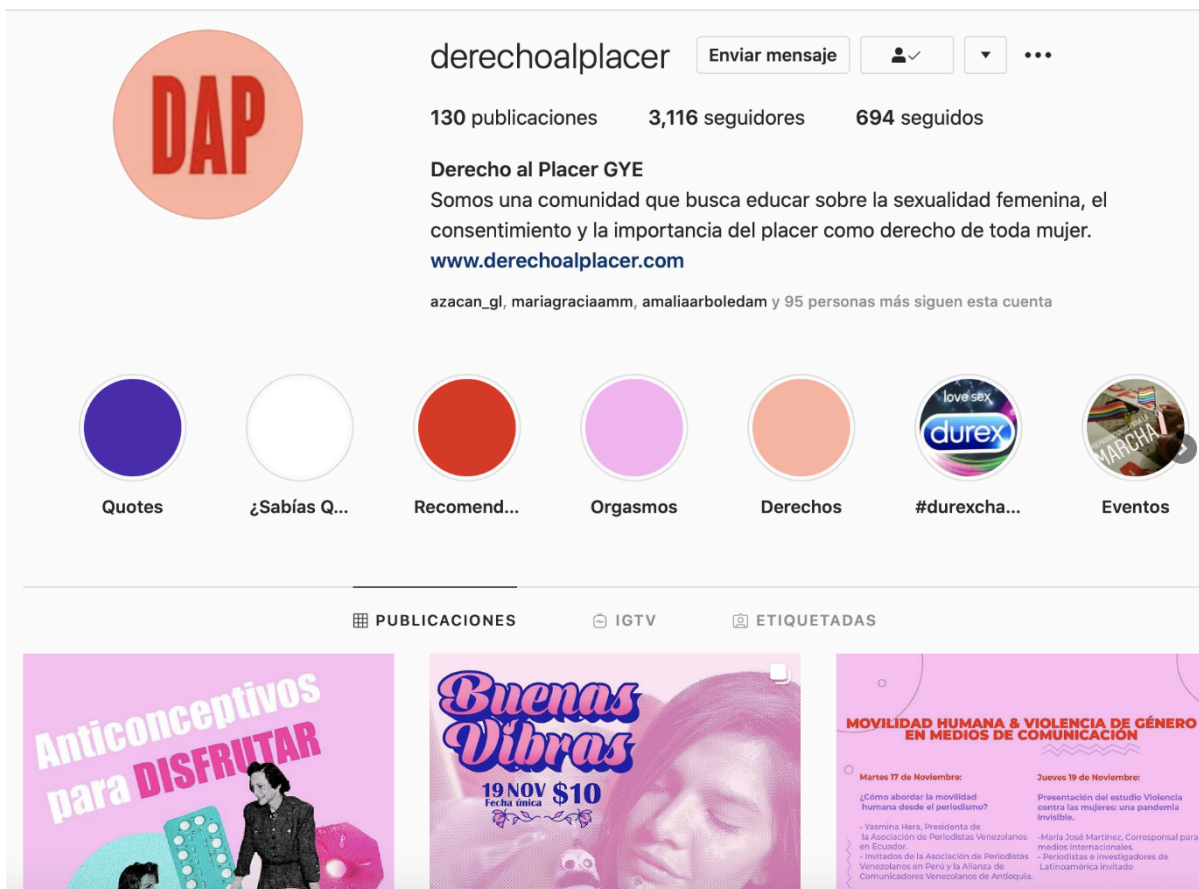 DAP
derechoalplacer Enviar mensaje
130 publicaciones 3,116 seguidores 694 seguidos
Derecho al Placer GYE
Somos una comunidad que busca educar sobre la sexualidad femenina, el
consentimiento y la importancia del placer como derecho de toda mujer.
www.derechoalplacer.com
azacan_gl, mariagraciaamm, amaliaarboledam y 95 personas más siguen esta cuenta
love sex
durex
MARCHA
Quotes ¿Sabías Q... Recomend... Orgasmos Derechos #durexcha... Eventos
PUBLICACIONES IGTV ETIQUETADAS
Anticonceptivos
para DISFRUTAR
Buenas
Vibras
19 NOV $10
Fecha única
MOVILIDAD HUMANA & VIOLENCIA DE GÉNERO
EN MEDIOS DE COMUNICACIÓN
Martes 17 de Noviembre:
¿Cómo abordar la movilidad
humana desde el periodismo?
- Yasmina Hera, Presidenta de
la Asociación de Periodistas Venezolanos
en Ecuador.
- Invitados de la Asociación de Periodistas
Venezolanos en Perú y la Alianza de
Comunicadores Venezolanos de Antioquia.
Jueves 19 de Noviembre:
Presentación del estudio Violencia
contra las mujeres: una pandemia
invisible.
-María José Martínez, Corresponsal para
medios internacionales.
- Periodistas e investigadores de
Latinoamérica invitado